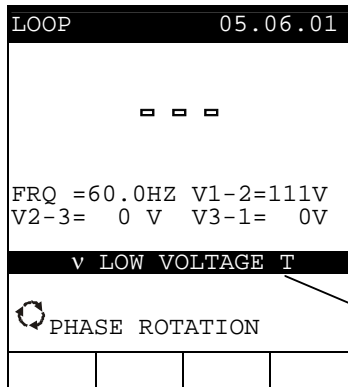 LOOP 05.06.01
- - -
FRQ =60.0HZ V1-2=111V
V2-3= 0 V V3-1= 0V
ν LOW VOLTAGE T
PHASE ROTATION